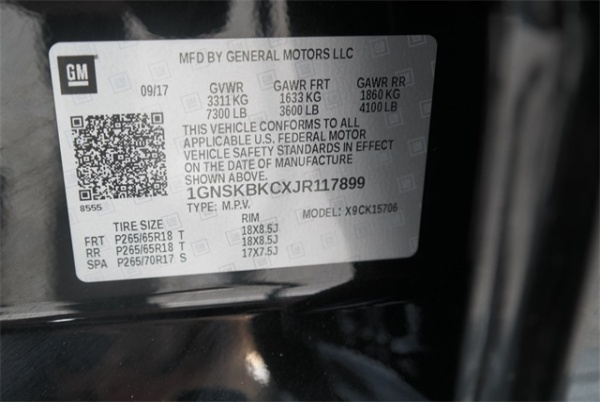 MFD BY GENERAL MOTORS LLC
GM
09/17 GVWR GAWR FRT GAWR RR
3311 KG 1633 KG 1860 KG
7300 LB 3600 LB 4100 LB
THIS VEHICLE CONFORMS TO ALL
APPLICABLE U.S. FEDERAL MOTOR
VEHICLE SAFETY STANDARDS IN EFFECT
ON THE DATE OF MANUFACTURE
SHOWN ABOVE.
1GNSKBKCXJR117899
8555 TYPE: M.P.V. MODEL: X9CK15706
TIRE SIZE RIM
FRT P265/65R18 T 18X8.5J
RR P265/65R18 T 18X8.5J
SPA P265/70R17 S 17X7.5J